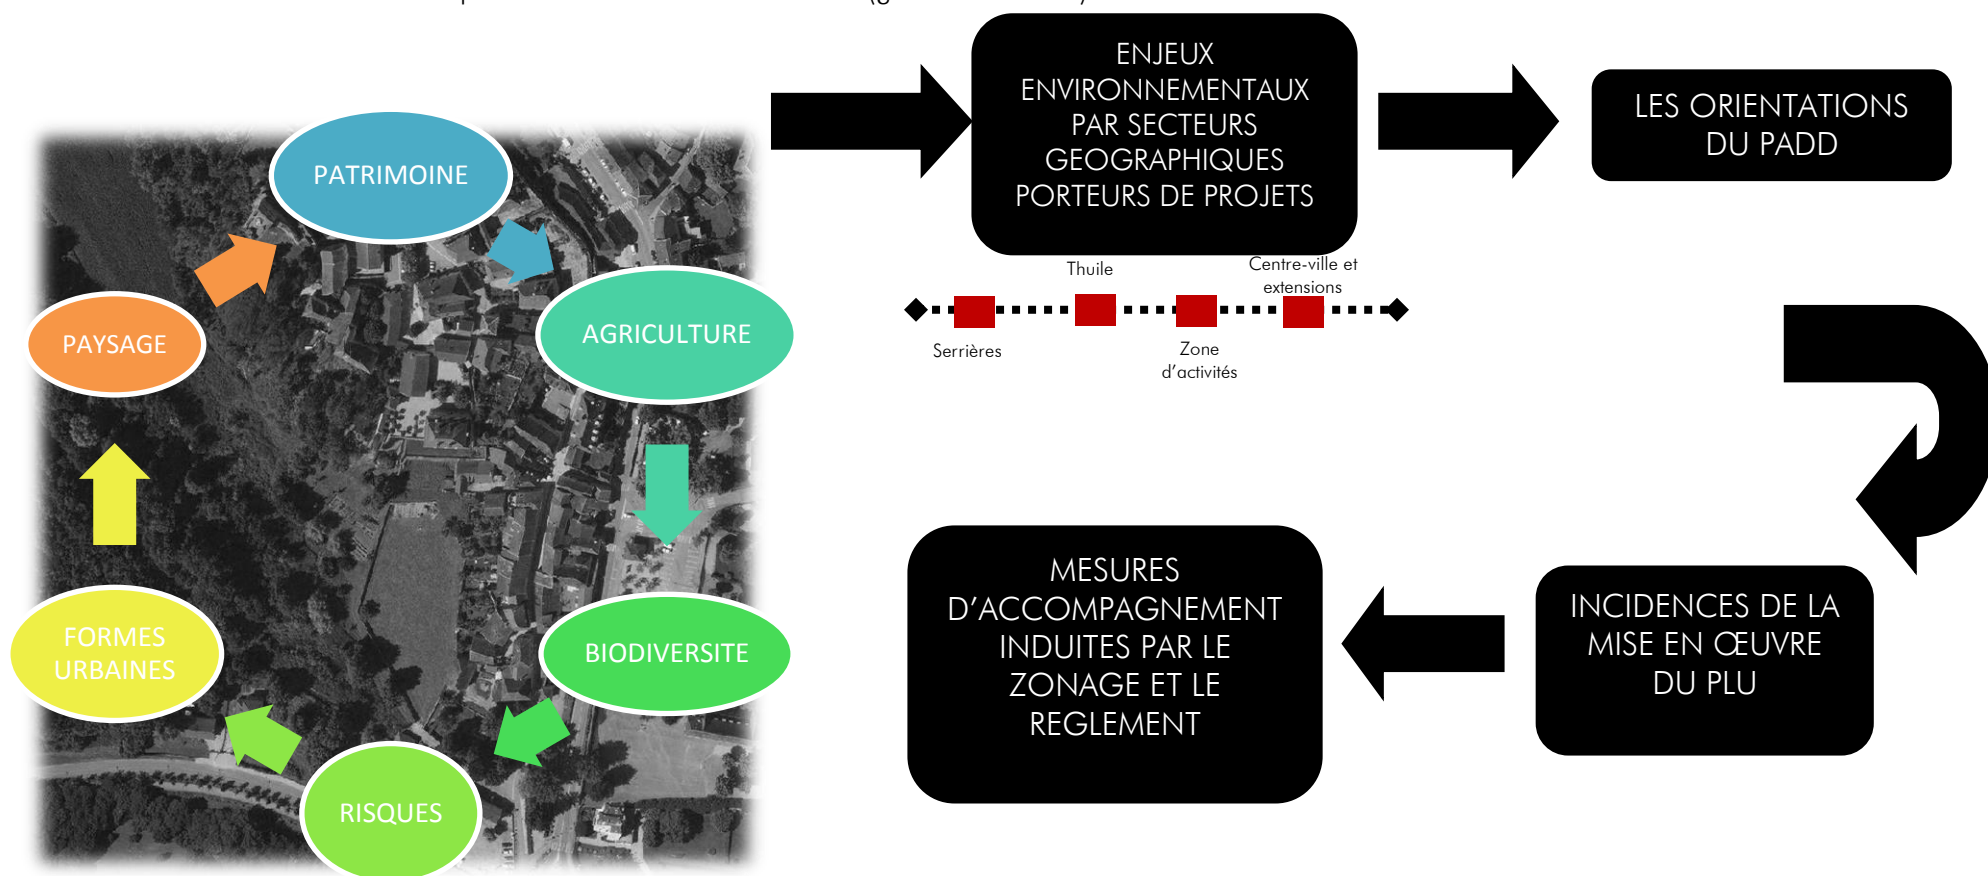 PATRIMOINE
AGRICULTURE
BIODIVERSITE
RISQUES
FORMES
URBAINES
PAYSAGE
ENJEUX
ENVIRONNEMENTAUX
PAR SECTEURS
GEOGRAPHIQUES
PORTEURS DE PROJETS
Serrières
Thuile
Zone
d’activités
Centre-ville et
extensions
LES ORIENTATIONS
DU PADD
INCIDENCES DE LA
MISE EN ŒUVRE
DU PLU
MESURES
D’ACCOMPAGNEMENT
INDUITES PAR LE
ZONAGE ET LE
REGLEMENT